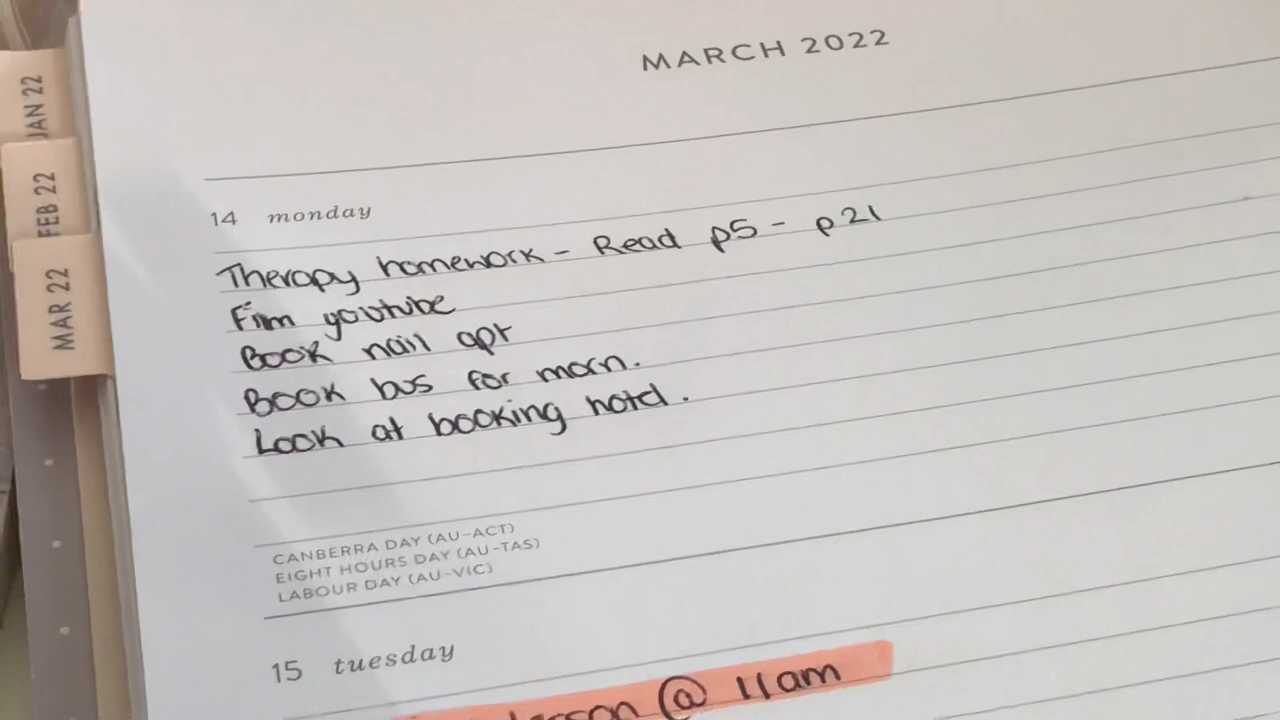 MARCH 2022
JAN 22
FEB 22
MAR 22
14 monday
Therapy homework - Read p5 - p21
Film youtube
Book nail apt
Book bus for morn.
Look at booking hotel.
CANBERRA DAY (AU-ACT)
EIGHT HOURS DAY (AU-TAS)
LABOUR DAY (AU-VIC)
15 tuesday
@ 11am